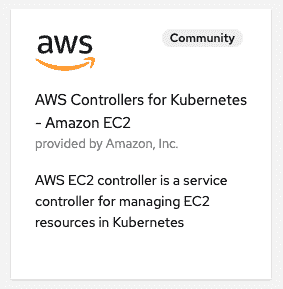 aws
Community
AWS Controllers for Kubernetes
- Amazon EC2
provided by Amazon, Inc.
AWS EC2 controller is a service
controller for managing EC2
resources in Kubernetes